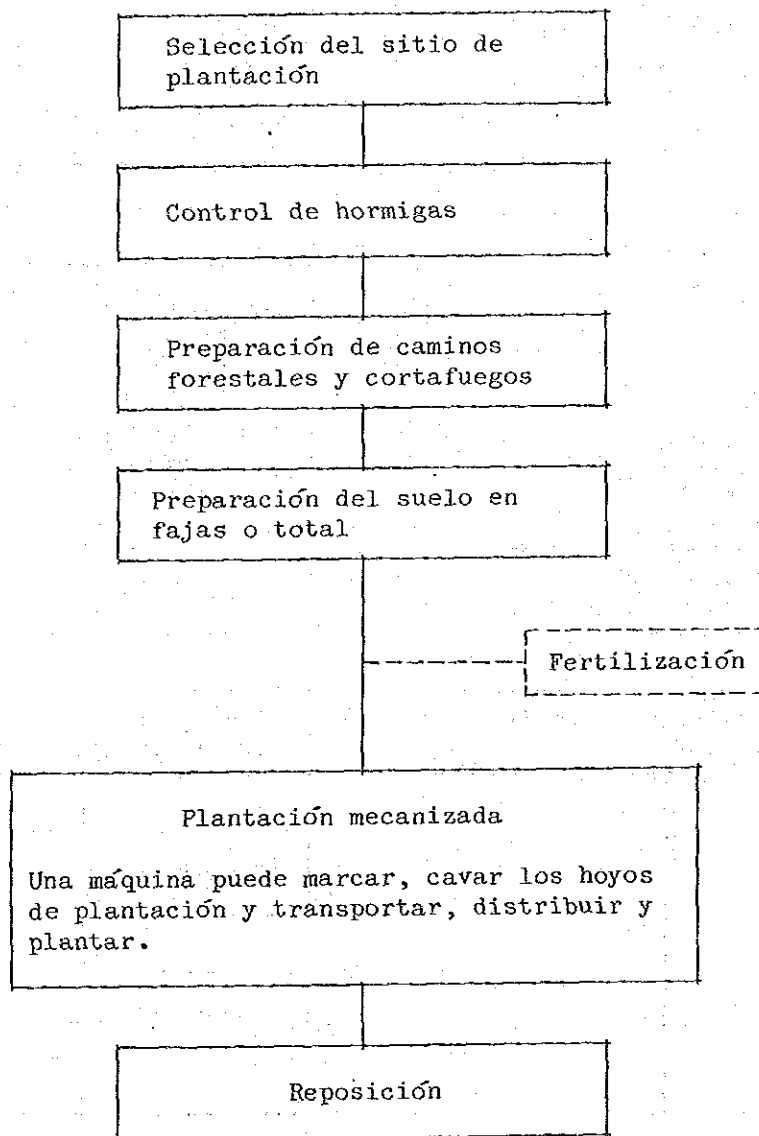 Selección del sitio de
plantación
Control de hormigas
Preparación de caminos
forestales y cortafuegos
Preparación del suelo en
fajas o total
Fertilización
Plantación mecanizada
Una máquina puede marcar, cavar los hoyos
de plantación y transportar, distribuir y
plantar.
Reposición